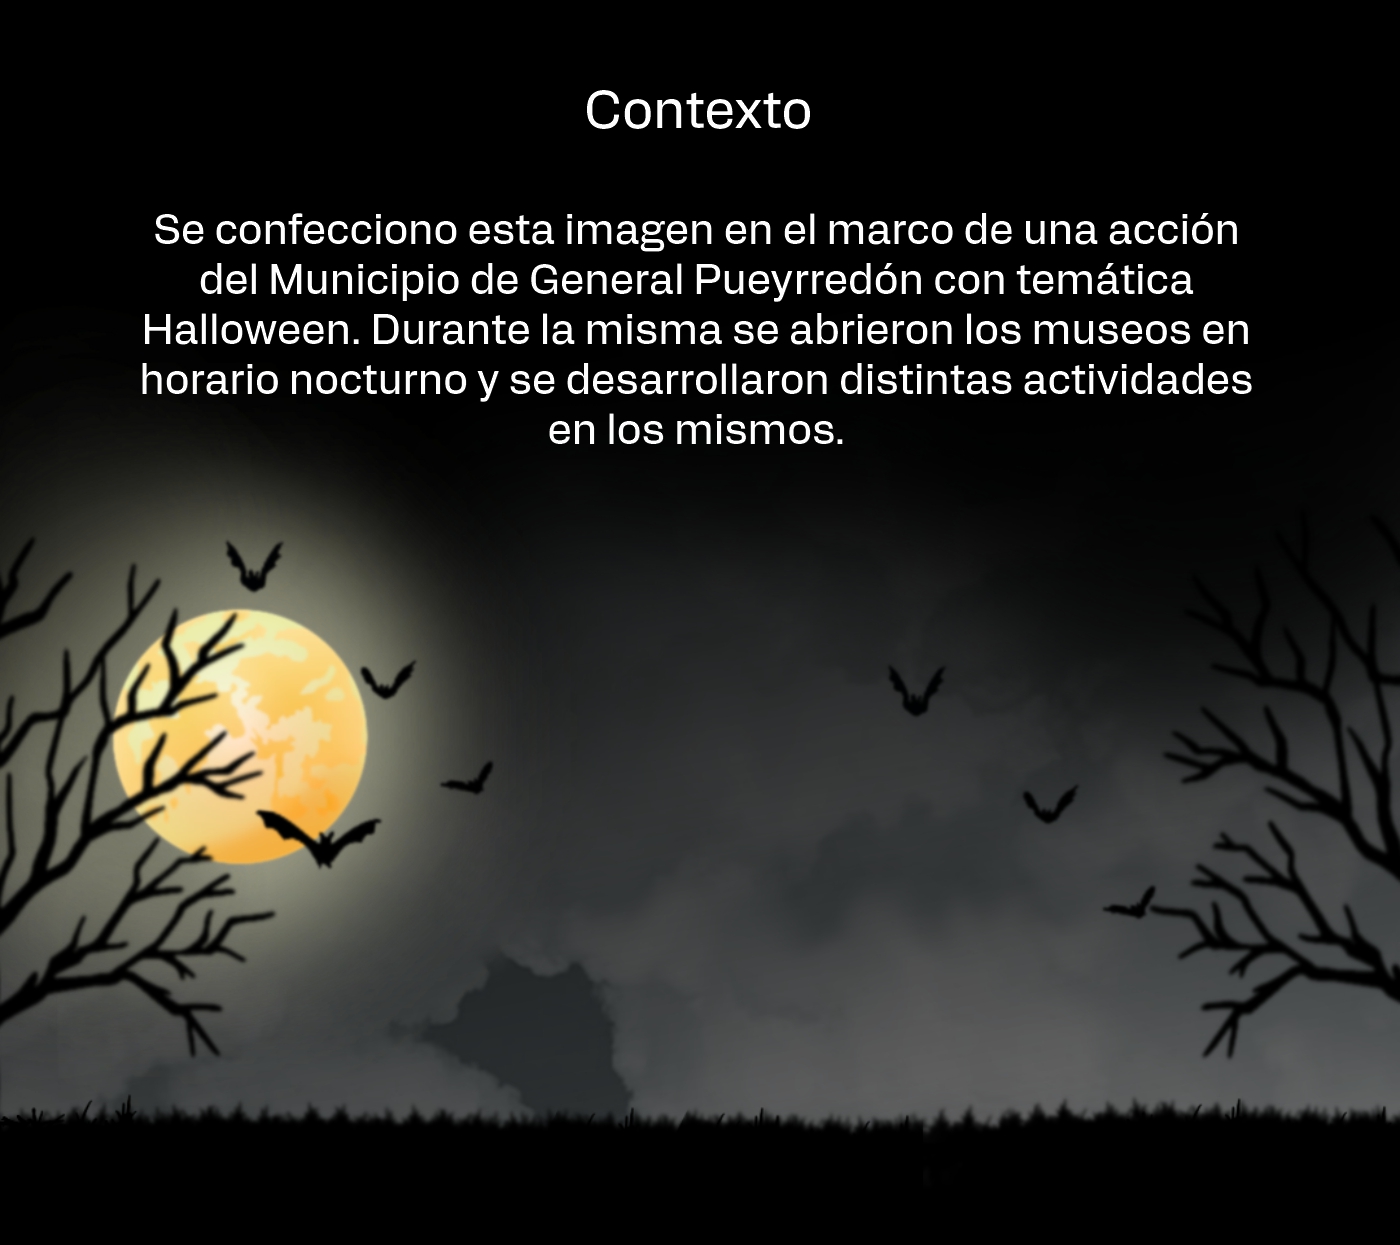 Contexto
Se confecciono esta imagen en el marco de una acción
del Municipio de General Pueyrredón con temática
Halloween. Durante la misma se abrieron los museos en
horario nocturno y se desarrollaron distintas actividades
en los mismos.